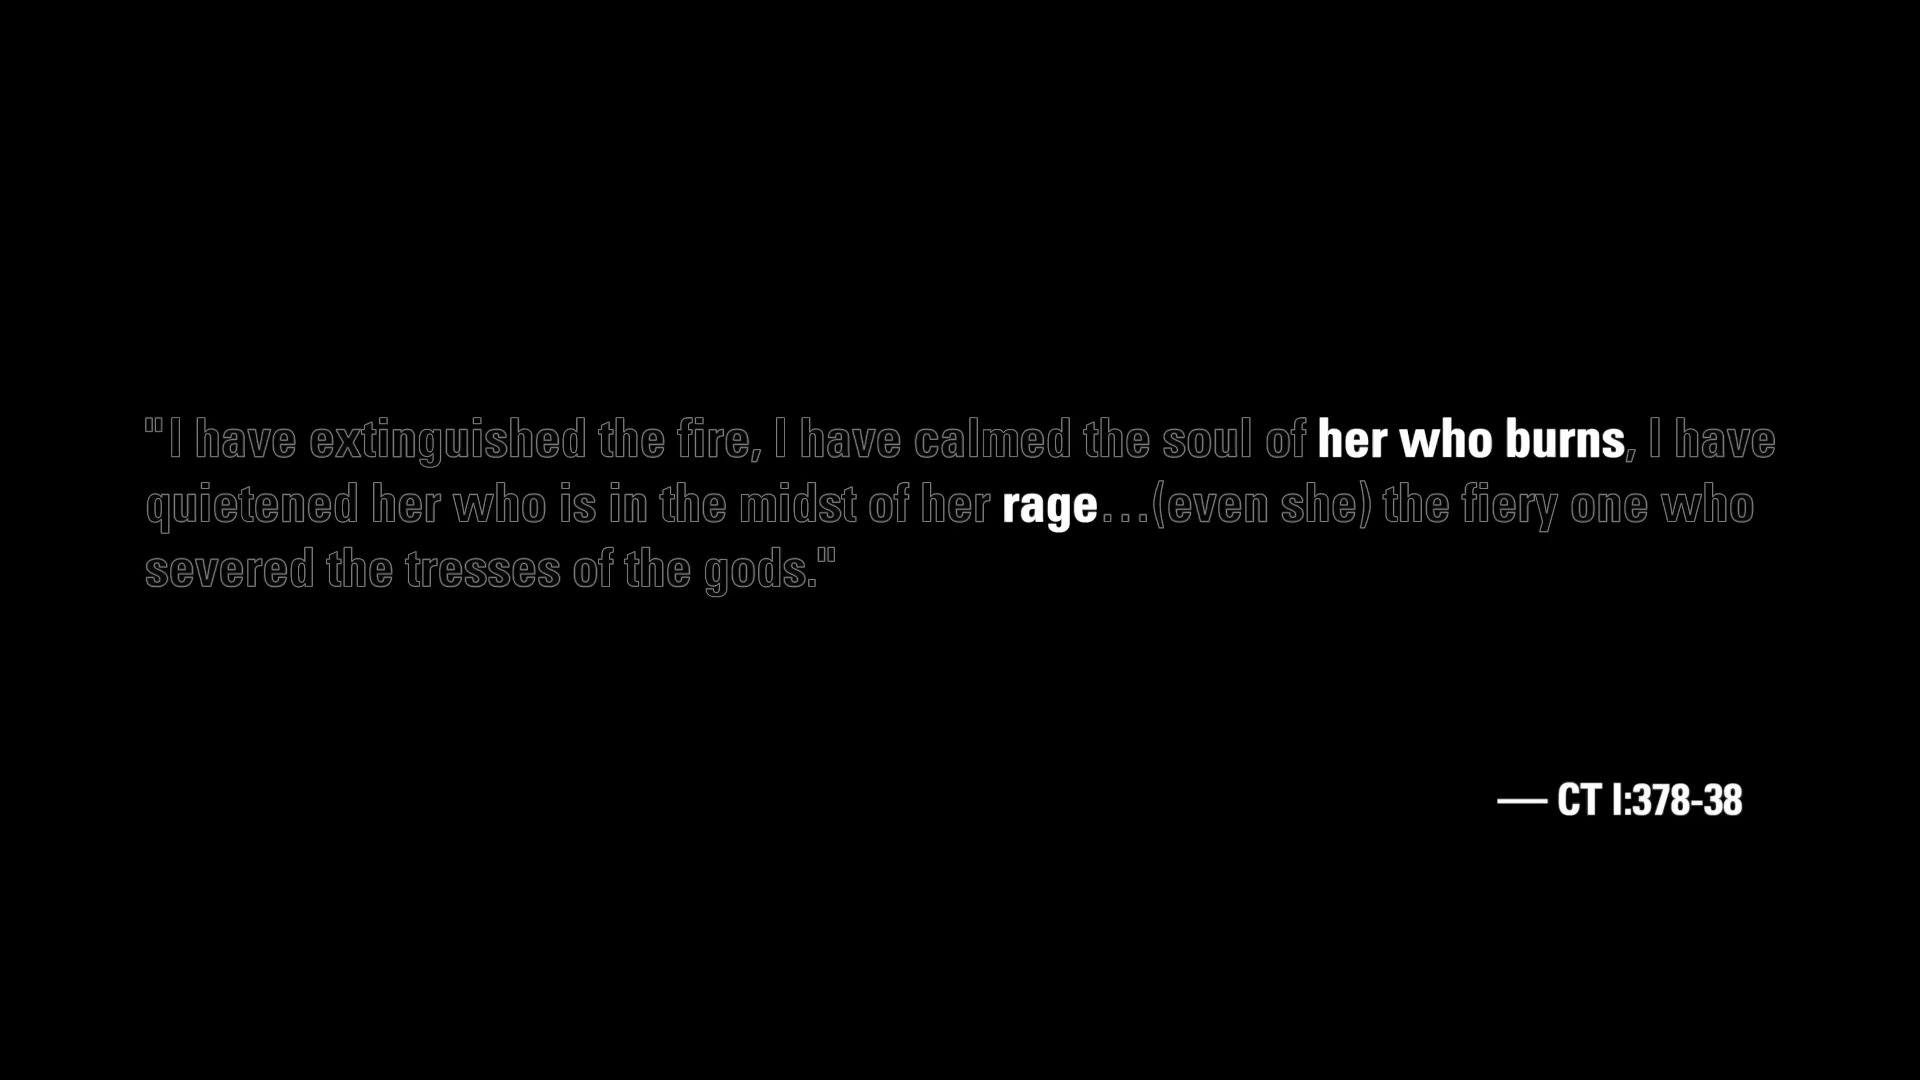 "I have extinguished the fire, I have calmed the soul of her who burns, I have
quietened her who is in the midst of her rage...(even she) the fiery one who
severed the tresses of the gods."
— CT I:378-38